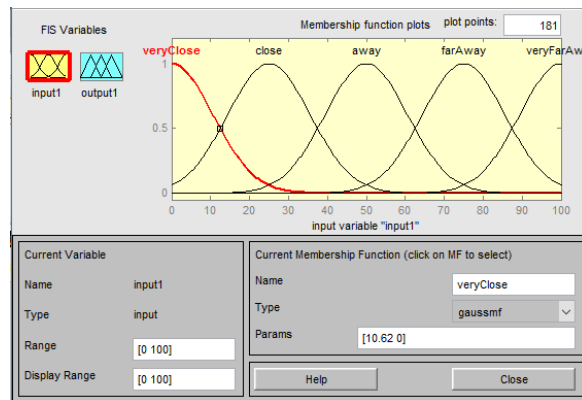 FIS Variables
Membership function plots plot points: 181
veryClose close away farAway veryFarAw
input1 output1
1
0.5
0
0 10 20 30 40 50 60 70 80 90 100
input variable "input1"
Current Variable
Name input1
Type input
Range [0 100]
Display Range [0 100]
Current Membership Function (click on MF to select)
Name veryClose
Type gaussmf
Params [10.62 0]
Help Close